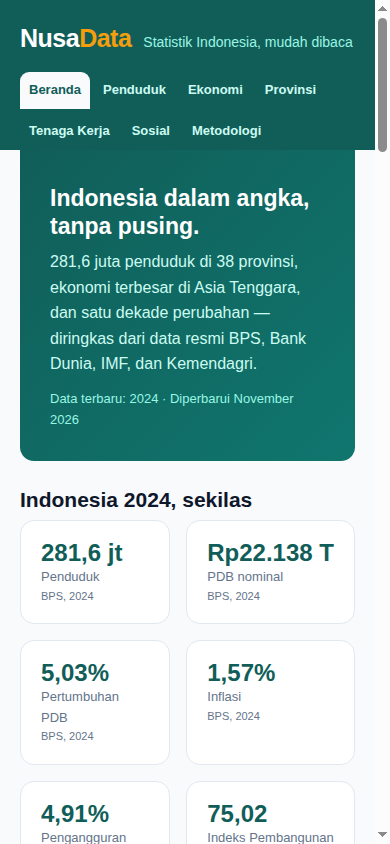 NusaData Statistik Indonesia, mudah dibaca
Beranda Penduduk Ekonomi Provinsi
Tenaga Kerja Sosial Metodologi
Indonesia dalam angka,
tanpa pusing.
281,6 juta penduduk di 38 provinsi,
ekonomi terbesar di Asia Tenggara,
dan satu dekade perubahan —
diringkas dari data resmi BPS, Bank
Dunia, IMF, dan Kemendagri.
Data terbaru: 2024 · Diperbarui November
2026
Indonesia 2024, sekilas
281,6 jt
Penduduk
BPS, 2024
Rp22.138 T
PDB nominal
BPS, 2024
5,03%
Pertumbuhan
PDB
BPS, 2024
1,57%
Inflasi
BPS, 2024
4,91%
Pengangguran
75,02
Indeks Pembangunan